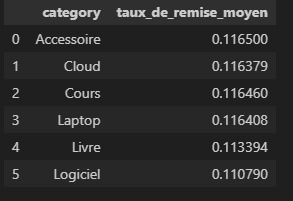 category taux_de_remise_moyen
0 Accessoire 0.116500
1 Cloud 0.116379
2 Cours 0.116460
3 Laptop 0.116408
4 Livre 0.113394
5 Logiciel 0.110790